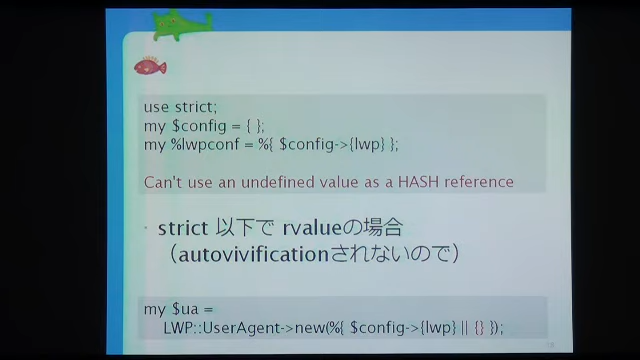 use strict;
my $config = { };
my %lwpconf = %{ $config->{lwp} };
Can't use an undefined value as a HASH reference
- strict 以下で rvalueの場合
（autovivificationされないので）
my $ua =
LWP::UserAgent->new(%{ $config->{lwp} || {} });